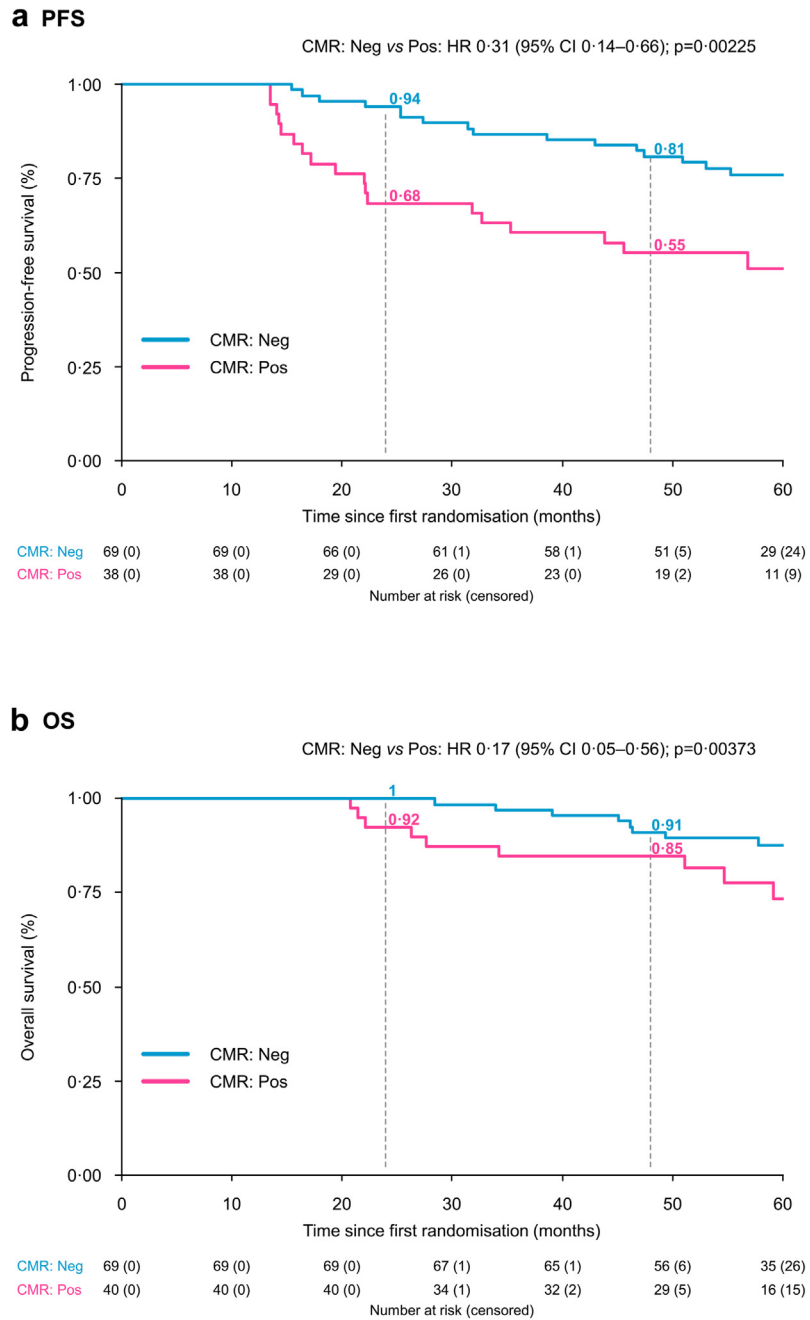 a PFS
CMR: Neg vs Pos: HR 0·31 (95% CI 0·14–0·66); p=0·00225
1·00
0·75
0·50
0·25
0·00
Progression-free survival (%)
0·94
0·81
0·68
0·55
CMR: Neg
CMR: Pos
0 10 20 30 40 50 60
Time since first randomisation (months)
CMR: Neg 69 (0) 69 (0) 66 (0) 61 (1) 58 (1) 51 (5) 29 (24)
CMR: Pos 38 (0) 38 (0) 29 (0) 26 (0) 23 (0) 19 (2) 11 (9)
Number at risk (censored)
b OS
CMR: Neg vs Pos: HR 0·17 (95% CI 0·05–0·56); p=0·00373
1·00
0·75
0·50
0·25
0·00
Overall survival (%)
1
0·92
0·91
0·85
CMR: Neg
CMR: Pos
0 10 20 30 40 50 60
Time since first randomisation (months)
CMR: Neg 69 (0) 69 (0) 69 (0) 67 (1) 65 (1) 56 (6) 35 (26)
CMR: Pos 40 (0) 40 (0) 40 (0) 34 (1) 32 (2) 29 (5) 16 (15)
Number at risk (censored)